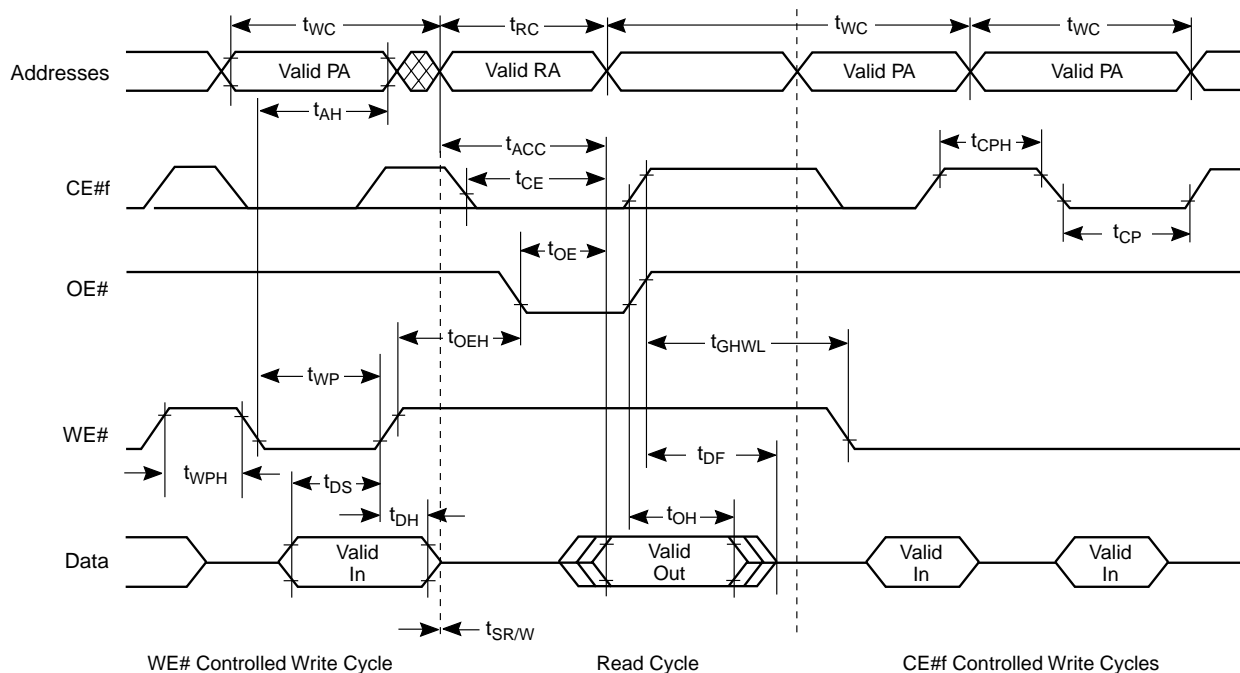 tWC tRC tWC tWC
Addresses Valid PA Valid RA Valid PA Valid PA
tAH
tACC tCPH
CE#f tCE
tOE tCP
OE#
tOEH tGHWL
tWP
WE#
tWPH tDS tDF
tDH tOH
Data Valid In Valid Out Valid In Valid In
tSR/W
WE# Controlled Write Cycle Read Cycle CE#f Controlled Write Cycles